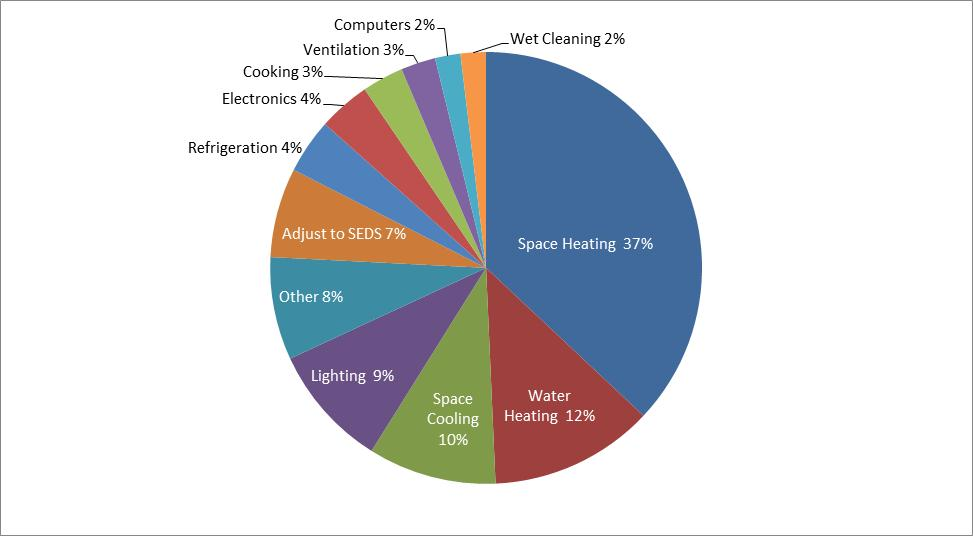 Computers 2%
Wet Cleaning 2%
Ventilation 3%
Cooking 3%
Electronics 4%
Refrigeration 4%
Adjust to SEDS 7%
Space Heating  37%
Other 8%
Lighting  9%
Space
Cooling
10%
Water
Heating  12%